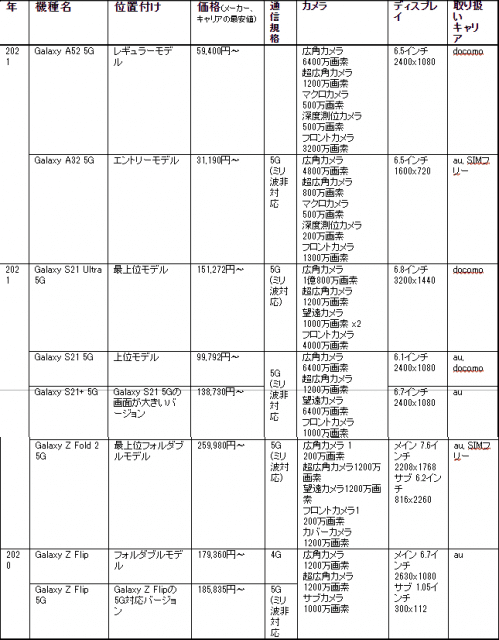 年
機種名
位置付け
価格(メーカー、
キャリアの最安値)
通
信
規
格
カメラ
ディスプレ
イ
取り扱
い
キャリ
ア
202
1
Galaxy A52 5G
レギュラーモデ
ル
59,400円～
広角カメラ
6400万画素
超広角カメラ
1200万画素
マクロカメラ
500万画素
深度測位カメラ
500万画素
フロントカメラ
3200万画素
6.5インチ
2400x1080
docomo
Galaxy A32 5G
エントリーモデル
31,190円～
5G
(ミリ
波非対
応
広角カメラ
4800万画素
超広角カメラ
800万画素
マクロカメラ
500万画素
深度測位カメラ
200万画素
フロントカメラ
1300万画素
6.5インチ
1600x720
au, SIMフ
リー
202
1
Galaxy S21 Ultra
5G
最上位モデル
151,272円～
5G
(ミリ
波対
応)
広角カメラ
1億800万画素
超広角カメラ
1200万画素
望遠カメラ
1000万画素 x2
フロントカメラ
4000万画素
6.8インチ
3200x1440
docomo
Galaxy S21 5G
上位モデル
99,792円～
5G
(ミリ
波非対
応
広角カメラ
6400万画素
超広角カメラ
1200万画素
望遠カメラ
6400万画素
フロントカメラ
1000万画素
6.1インチ
2400x1080
au,
docomo
Galaxy S21+ 5G
Galaxy S21 5Gの
画面が大きいバ
ージョン
138,730円～
6.7インチ
2400x1080
au
Galaxy Z Fold 2
5G
最上位フォルダブ
ルモデル
259,980円～
5G
(ミリ
波対
応)
広角カメラ 1
200万画素
超広角カメラ1200万
画素
望遠カメラ1200万画
素
フロントカメラ1
200万画素
カバーカメラ
1200万画素
メイン 7.6イ
ンチ
2208x1768
サブ 6.2イン
チ
816x2260
au, SIMフ
リー
202
0
Galaxy Z Flip
フォルダブルモデ
ル
179,360円～
4G
広角カメラ
1200万画素
超広角カメラ
1200万画素
サブカメラ
1000万画素
メイン 6.7イ
ンチ
2630x1080
サブ 1.05イ
ンチ
300x112
au
Galaxy Z Flip
5G
Galaxy Z Flipの
5G対応バージョ
ン
185,835円～
5G
(ミリ
波非対
応